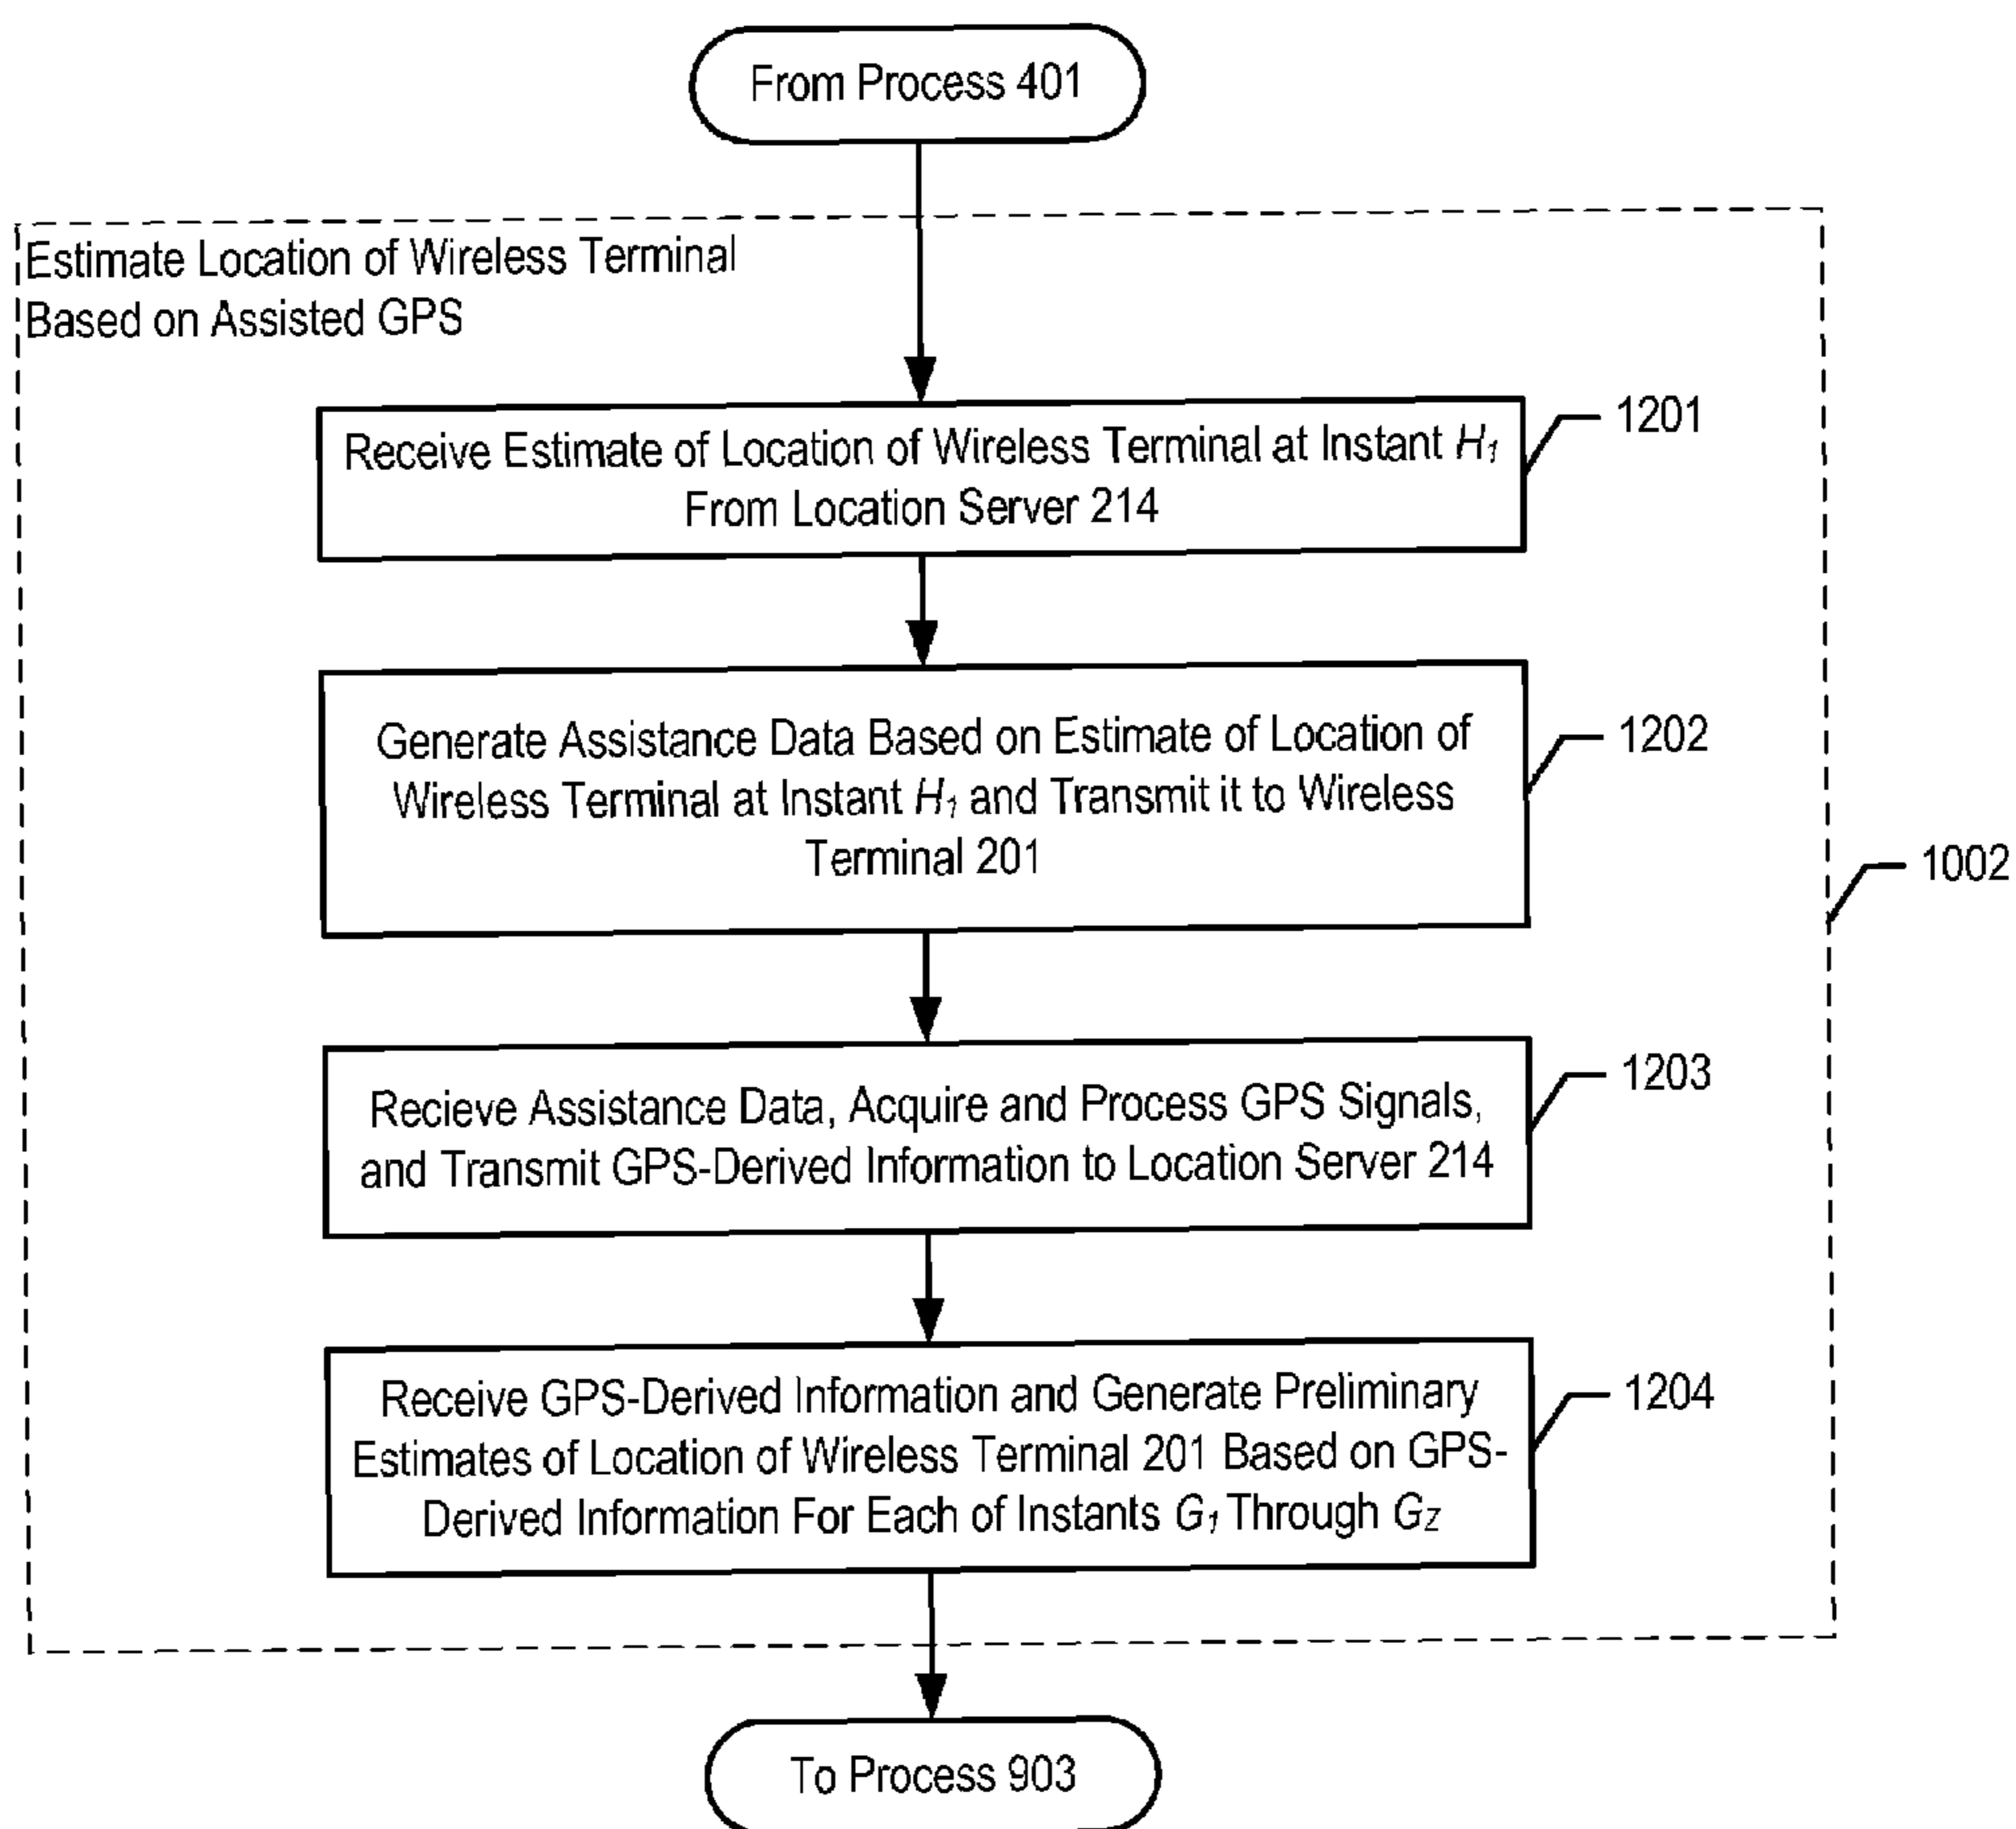 From Process 401
Estimate Location of Wireless Terminal
Based on Assisted GPS
Receive Estimate of Location of Wireless Terminal at Instant H1
From Location Server 214
1201
Generate Assistance Data Based on Estimate of Location of
Wireless Terminal at Instant H1 and Transmit it to Wireless
Terminal 201
1202
1002
Recieve Assistance Data, Acquire and Process GPS Signals,
and Transmit GPS-Derived Information to Location Server 214
1203
Receive GPS-Derived Information and Generate Preliminary
Estimates of Location of Wireless Terminal 201 Based on GPS-
Derived Information For Each of Instants G1 Through GZ
1204
To Process 903